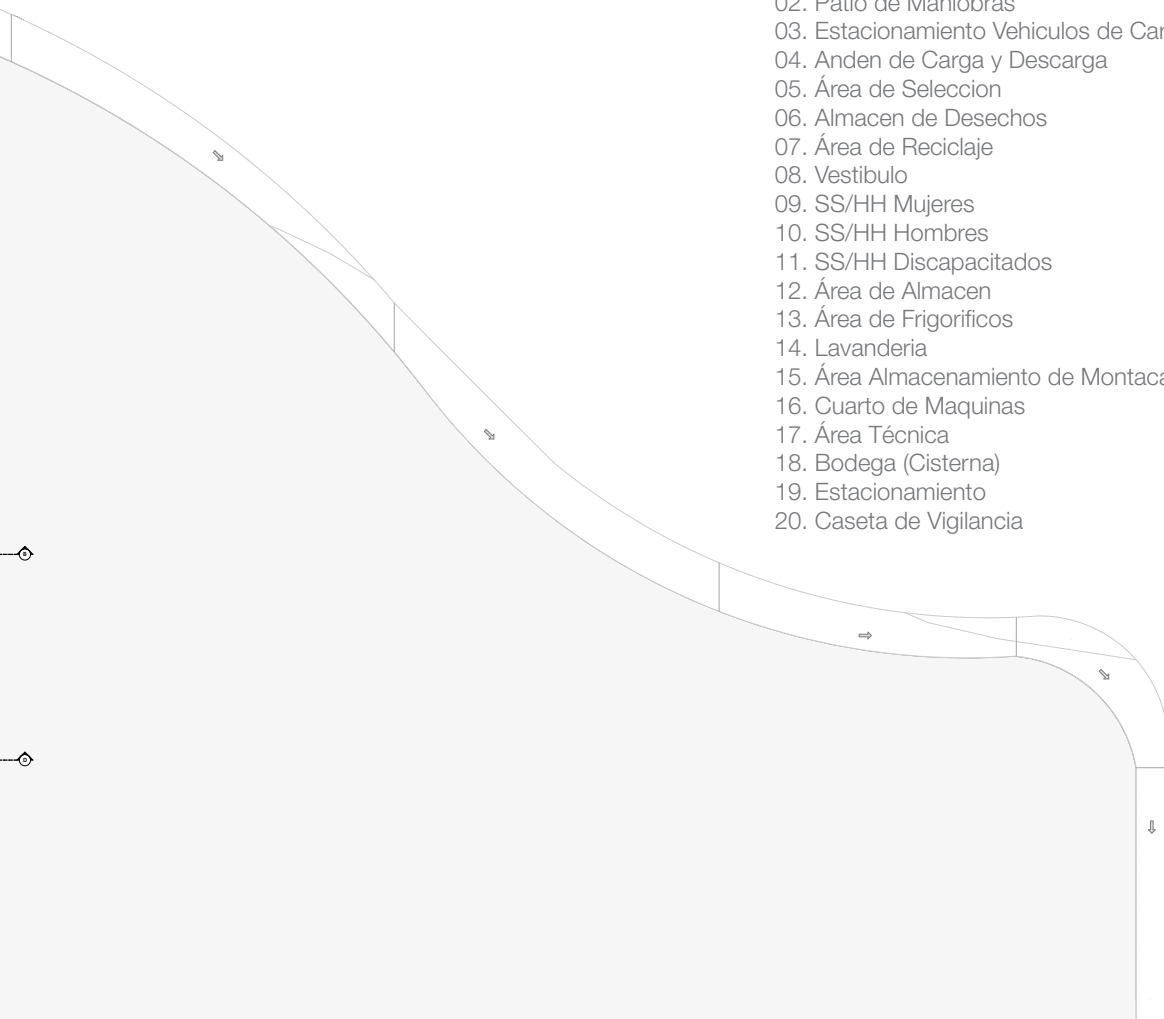 02. Patio de Maniobras
03. Estacionamiento Vehiculos de
04. Anden de Carga y Descarga
05. Área de Seleccion
06. Almacen de Desechos
07. Área de Reciclaje
08. Vestibulo
09. SS/HH Mujeres
10. SS/HH Hombres
11. SS/HH Discapacitados
12. Área de Almacen
13. Área de Frigorificos
14. Lavanderia
15. Área Almacenamiento de
16. Cuarto de Maquinas
17. Área Técnica
18. Bodega (Cisterna)
19. Estacionamiento
20. Caseta de Vigilancia